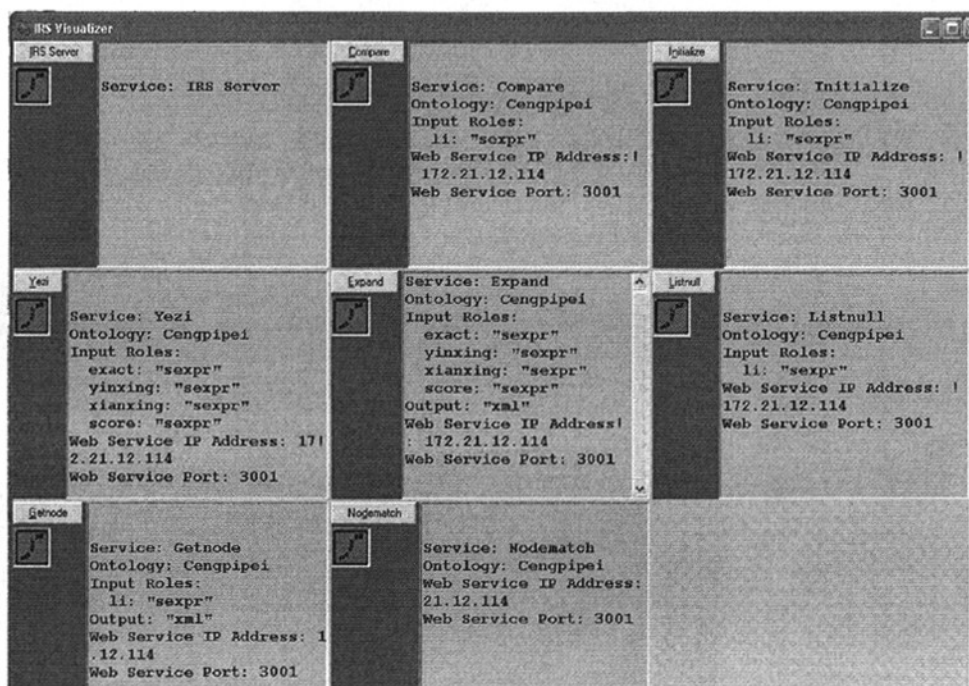 IRS Visualizer
IRS Server
Service: IRS Server
Compare
Service: Compare
Ontology: Cengpipei
Input Roles:
li: "sexpr"
Web Service IP Address:!
172.21.12.114
Web Service Port: 3001
Initialize
Service: Initialize
Ontology: Cengpipei
Input Roles:
li: "sexpr"
Web Service IP Address: !
172.21.12.114
Web Service Port: 3001
Yezi
Service: Yezi
Ontology: Cengpipei
Input Roles:
exact: "sexpr"
yinxing: "sexpr"
xianxing: "sexpr"
score: "sexpr"
Web Service IP Address: 17!
2.21.12.114
Web Service Port: 3001
Expand
Service: Expand
Ontology: Cengpipei
Input Roles:
exact: "sexpr"
yinxing: "sexpr"
xianxing: "sexpr"
score: "sexpr"
Output: "xml"
Web Service IP Address!
: 172.21.12.114
Web Service Port: 3001
Listnull
Service: Listnull
Ontology: Cengpipei
Input Roles:
li: "sexpr"
Web Service IP Address: !
172.21.12.114
Web Service Port: 3001
Getnode
Service: Getnode
Ontology: Cengpipei
Input Roles:
li: "sexpr"
Output: "xml"
Web Service IP Address: 1
.12.114
Web Service Port: 3001
Nodematch
Service: Nodematch
Ontology: Cengpipei
Web Service IP Address:
21.12.114
Web Service Port: 3001